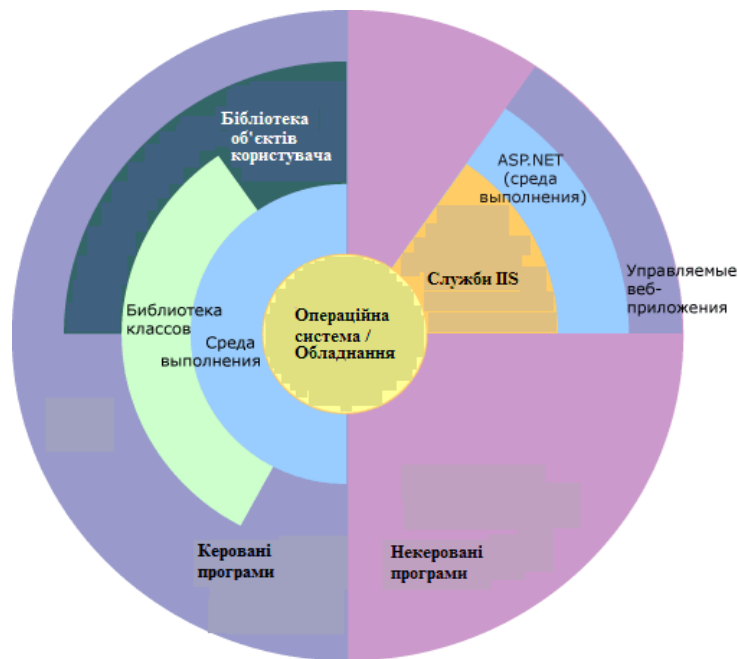 Бібліотека
об'єктів
користувача
ASP.NET
(среда
выполнения)
Служби IIS
Управляемые
веб-
приложения
Библиотека
классов
Среда
выполнения
Операційна
система /
Обладнання
Керовані
програми
Некеровані
програми